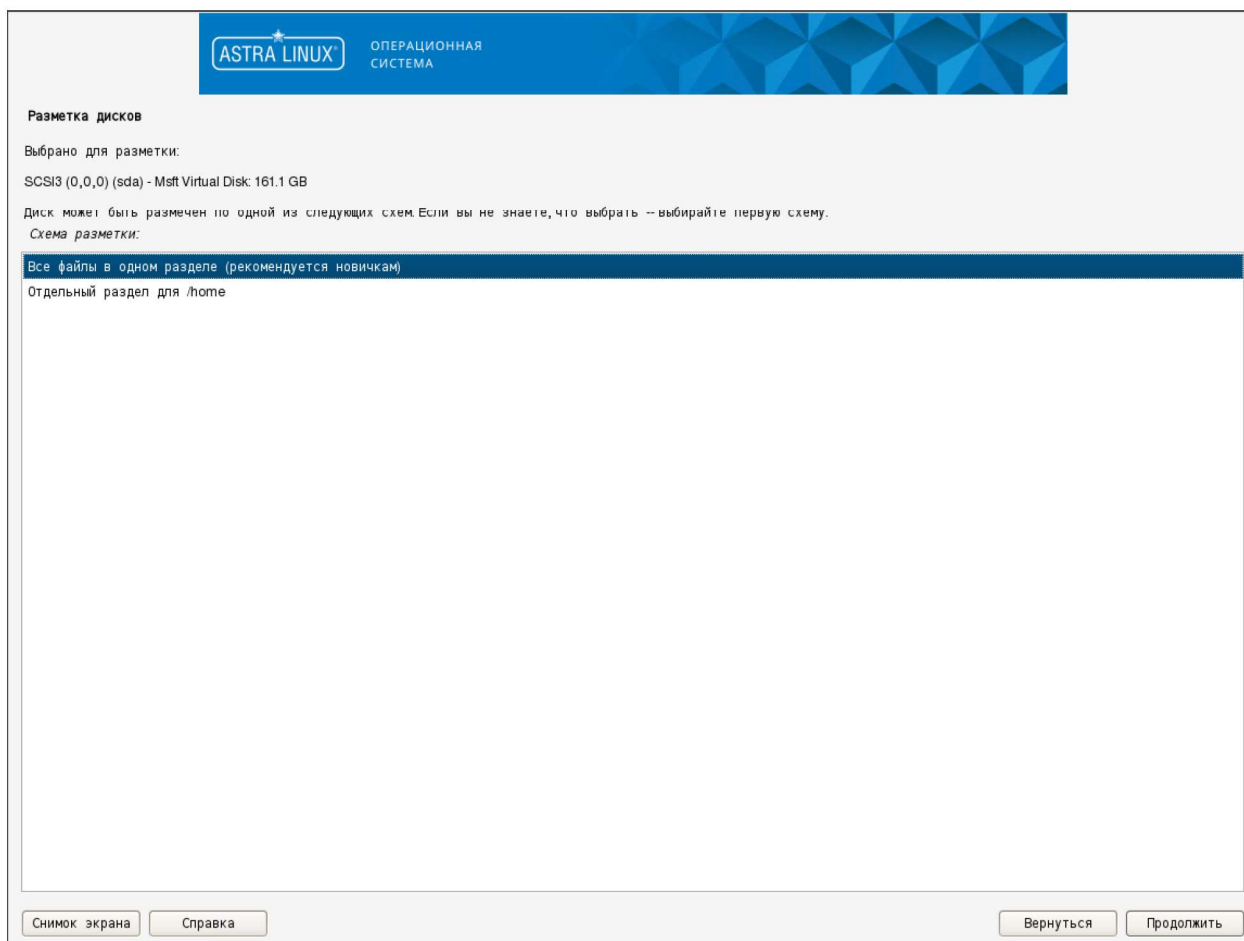 ASTRA LINUX®
ОПЕРАЦИОННАЯ
СИСТЕМА
Разметка дисков
Выбрано для разметки:
SCSI3 (0,0,0) (sda) - Msft Virtual Disk: 161.1 GB
Диск может быть размечен по одной из следующих схем. Если вы не знаете, что выбрать -- выбирайте первую схему.
Схема разметки:
Все файлы в одном разделе (рекомендуется новичкам)
Отдельный раздел для /home
Снимок экрана
Справка
Вернуться
Продолжить